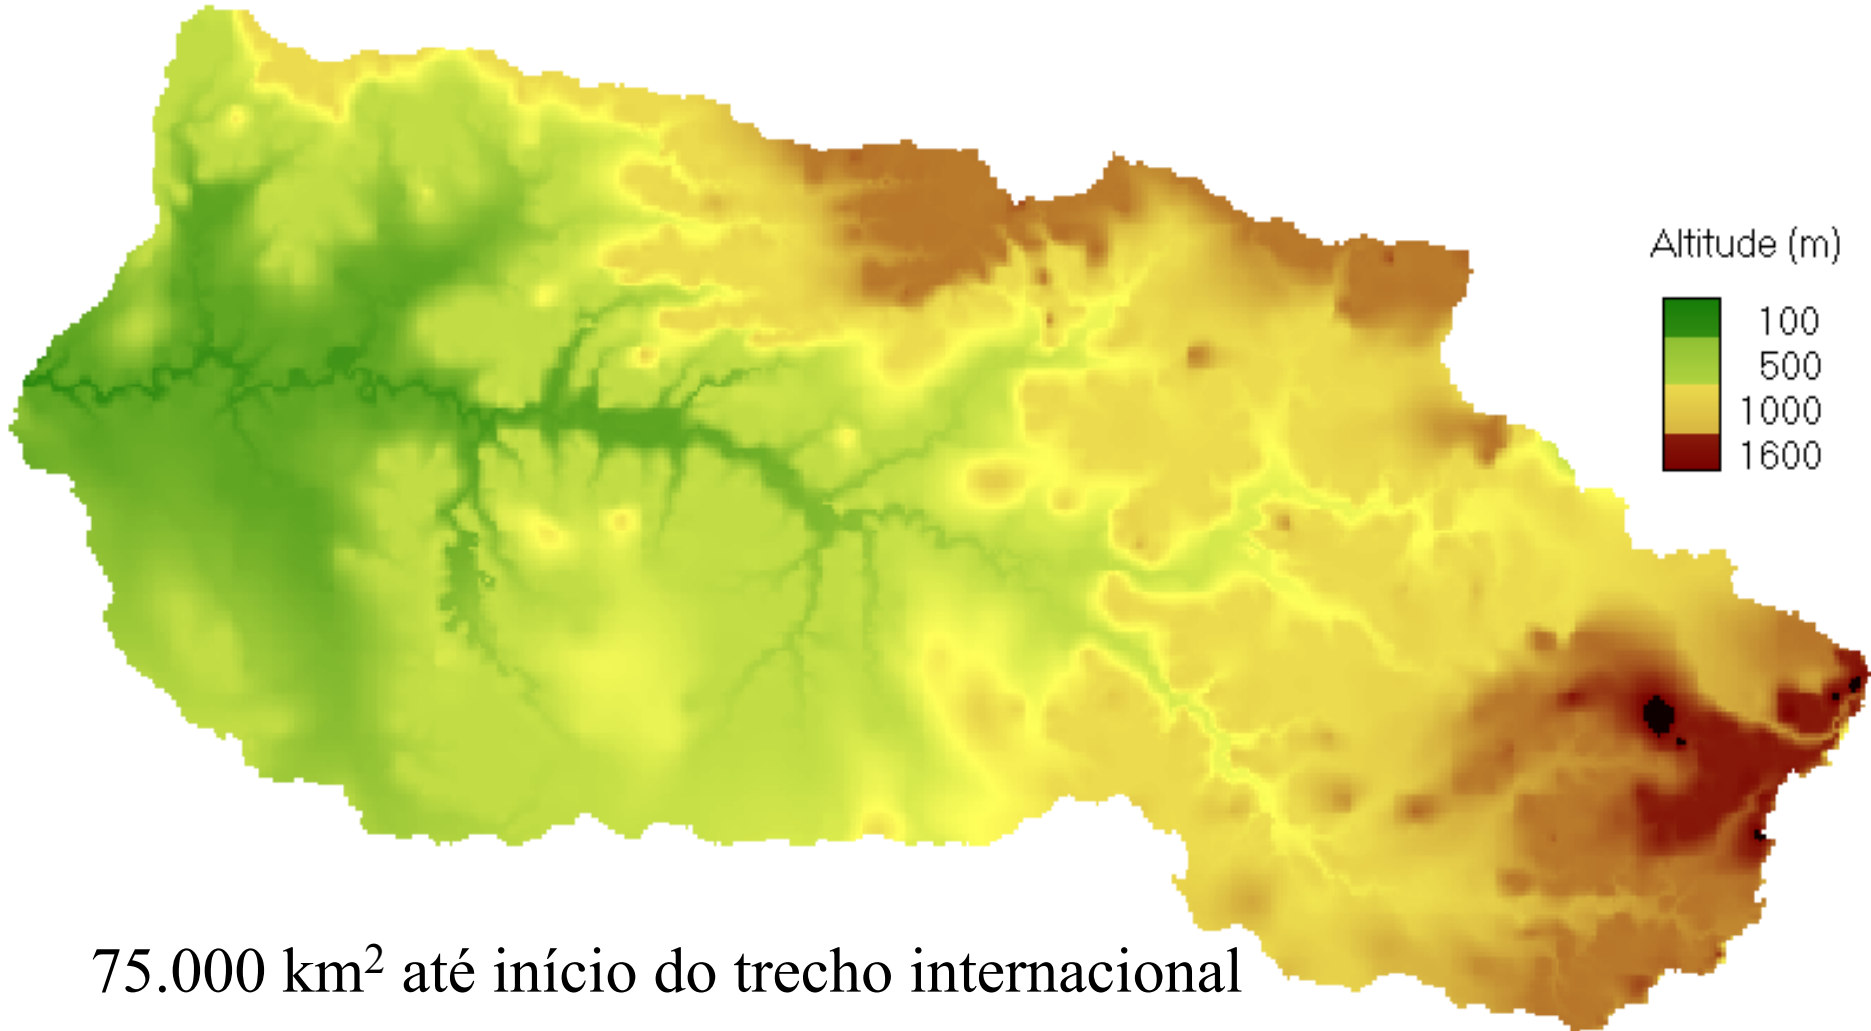 Altitude (m)
100
500
1000
1600
75.000 km² até início do trecho internacional